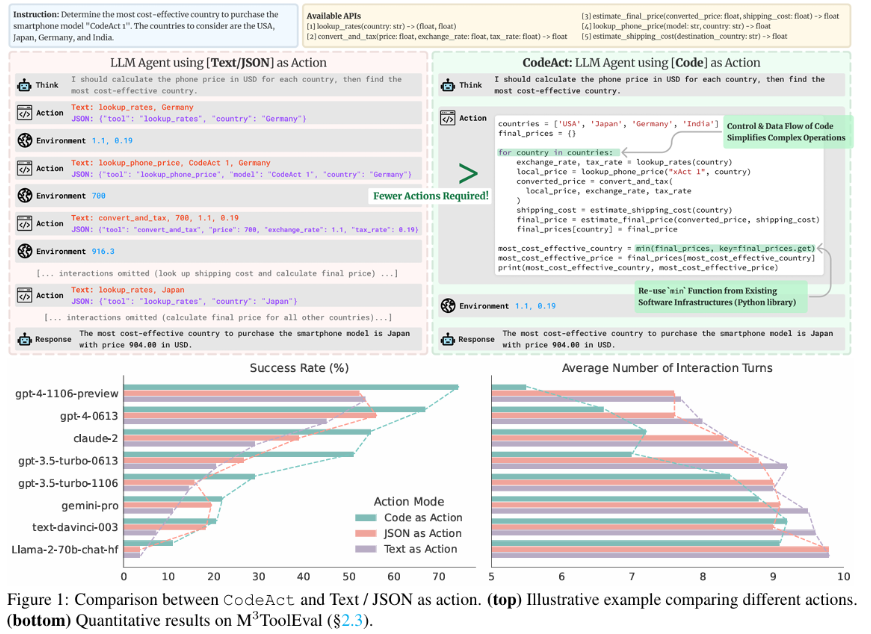 Instruction: Determine the most cost-effective country to purchase the
smartphone model "CodeAct 1". The countries to consider are the USA,
Japan, Germany, and India.
Available APIs
[1] lookup_rates(country: str) -> (float, float)
[2] convert_and_tax(price: float, exchange_rate: float, tax_rate: float) -> float
[3] estimate_final_price(converted_price: float, shipping_cost: float) -> float
[4] lookup_phone_price(model: str, country: str) -> float
[5] estimate_shipping_cost(destination_country: str) -> float
LLM Agent using [Text/JSON] as Action
Think
I should calculate the phone price in USD for each country, then find the
most cost-effective country.
Action
Text: lookup_rates, Germany
JSON: {"tool": "lookup_rates", "country": "Germany"}
Environment 1.1, 0.19
Action
Text: lookup_phone_price, CodeAct 1, Germany
JSON: {"tool": "lookup_phone_price", "model": "CodeAct 1", "country": "Germany"}
Environment 700
Action
Text: convert_and_tax, 700, 1.1, 0.19
JSON: {"tool": "convert_and_tax", "price": 700, "exchange_rate": 1.1, "tax_rate": 0.19}
Environment 916.3
[... interactions omitted (look up shipping cost and calculate final price) ...]
Action
Text: lookup_rates, Japan
JSON: {"tool": "lookup_rates", "country": "Japan"}
[... interactions omitted (calculate final price for all other countries)...]
Response
The most cost-effective country to purchase the smartphone model is Japan
with price 904.00 in USD.
>
Fewer Actions Required!
CodeAct: LLM Agent using [Code] as Action
Think
I should calculate the phone price in USD for each country, then find the
most cost-effective country.
Action
countries = ['USA', 'Japan', 'Germany', 'India']
final_prices = {}
for country in countries:
exchange_rate, tax_rate = lookup_rates(country)
local_price = lookup_phone_price("xAct 1", country)
converted_price = convert_and_tax(
local_price, exchange_rate, tax_rate
)
shipping_cost = estimate_shipping_cost(country)
final_price = estimate_final_price(converted_price, shipping_cost)
final_prices[country] = final_price
most_cost_effective_country = min(final_prices, key=final_prices.get)
most_cost_effective_price = final_prices[most_cost_effective_country]
print(most_cost_effective_country, most_cost_effective_price)
Control & Data Flow of Code
Simplifies Complex Operations
Re-use `min` Function from Existing
Software Infrastructures (Python library)
Environment 1.1, 0.19
Response
The most cost-effective country to purchase the smartphone model is Japan
with price 904.00 in USD.
Success Rate (%)
gpt-4-1106-preview
gpt-4-0613
claude-2
gpt-3.5-turbo-0613
gpt-3.5-turbo-1106
gemini-pro
text-davinci-003
Llama-2-70b-chat-hf
Action Mode
Code as Action
JSON as Action
Text as Action
0 10 20 30 40 50 60 70
Average Number of Interaction Turns
5 6 7 8 9 10
Figure 1: Comparison between CodeAct and Text / JSON as action. (top) Illustrative example comparing different actions.
(bottom) Quantitative results on M³ToolEval (§2.3).